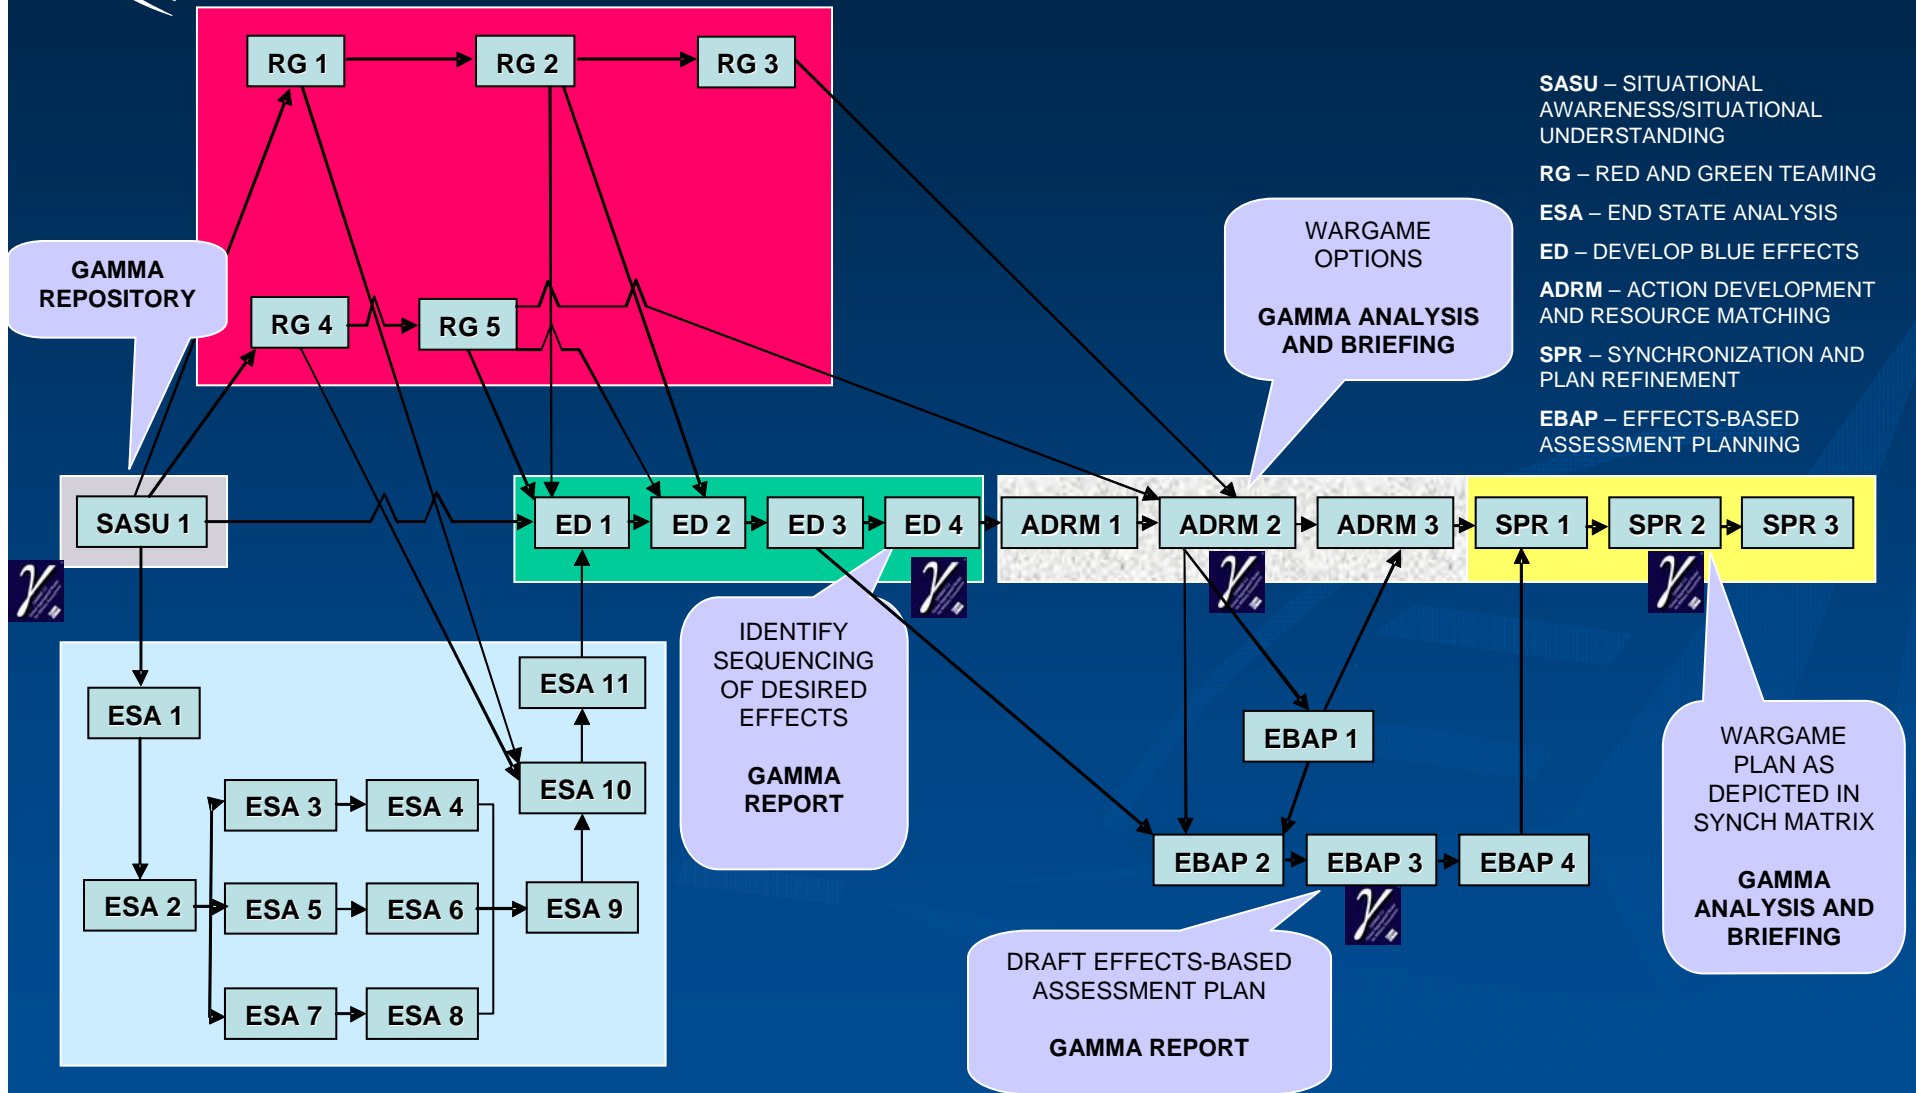 RG 1
RG 2
RG 3
SASU – SITUATIONAL
AWARENESS/SITUATIONAL
UNDERSTANDING
RG – RED AND GREEN TEAMING
ESA – END STATE ANALYSIS
ED – DEVELOP BLUE EFFECTS
ADRM – ACTION DEVELOPMENT
AND RESOURCE MATCHING
SPR – SYNCHRONIZATION AND
PLAN REFINEMENT
EBAP – EFFECTS-BASED
ASSESSMENT PLANNING
GAMMA
REPOSITORY
WARGAME
OPTIONS
GAMMA ANALYSIS
AND BRIEFING
RG 4
RG 5
SASU 1
ED 1
ED 2
ED 3
ED 4
ADRM 1
ADRM 2
ADRM 3
SPR 1
SPR 2
SPR 3
IDENTIFY
SEQUENCING
OF DESIRED
EFFECTS
GAMMA
REPORT
ESA 11
ESA 1
ESA 10
ESA 3
ESA 4
ESA 2
ESA 5
ESA 6
ESA 9
ESA 7
ESA 8
EBAP 1
EBAP 2
EBAP 3
EBAP 4
WARGAME
PLAN AS
DEPICTED IN
SYNCH MATRIX
GAMMA
ANALYSIS AND
BRIEFING
DRAFT EFFECTS-BASED
ASSESSMENT PLAN
GAMMA REPORT
γ
γ
γ
γ
γ